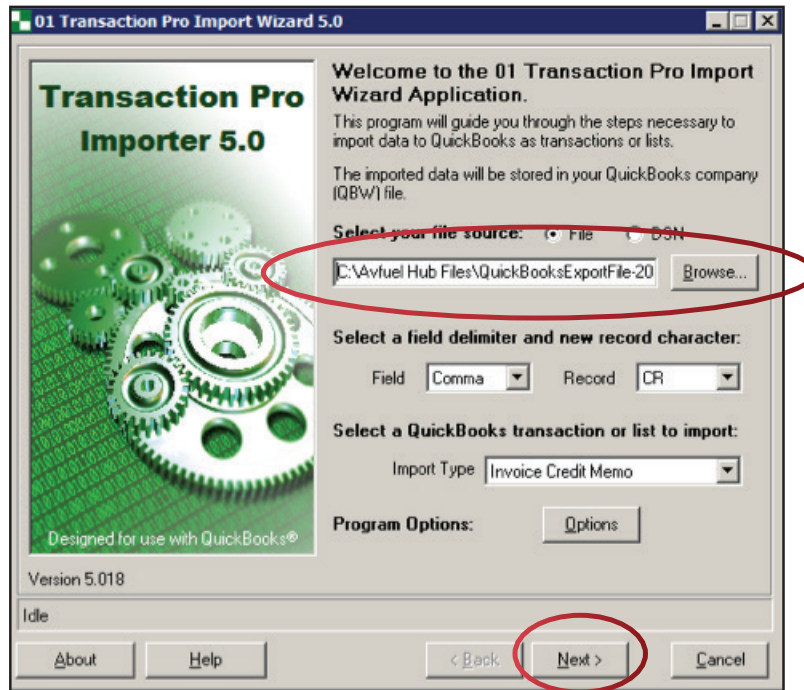 01 Transaction Pro Import Wizard 5.0
Transaction Pro
Importer 5.0
Designed for use with QuickBooks®
Version 5.018
Welcome to the 01 Transaction Pro Import
Wizard Application.
This program will guide you through the steps necessary to
import data to QuickBooks as transactions or lists.
The imported data will be stored in your QuickBooks company
(QBW) file.
Select your file source: File DSN
C:\Avfuel Hub Files\QuickBooksExportFile-20 Browse...
Select a field delimiter and new record character:
Field Comma Record CR
Select a QuickBooks transaction or list to import:
Import Type Invoice Credit Memo
Program Options: Options
Idle
About Help < Back Next > Cancel